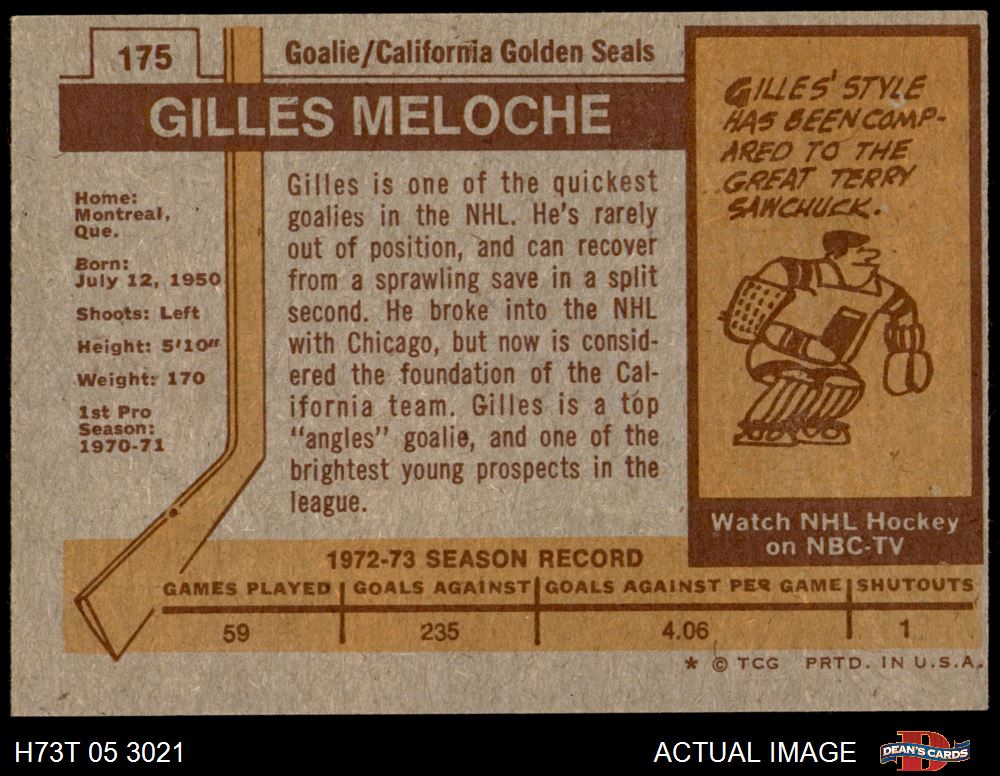 175
Goalie/California Golden Seals
GILLES MELOCHE
Home:
Montreal,
Que.
Born:
July 12, 1950
Shoots: Left
Height: 5'10"
Weight: 170
1st Pro
Season:
1970-71
Gilles is one of the quickest
goalies in the NHL. He's rarely
out of position, and can recover
from a sprawling save in a split
second. He broke into the NHL
with Chicago, but now is consid-
ered the foundation of the Cal-
ifornia team. Gilles is a top
"angles" goalie, and one of the
brightest young prospects in the
league.
GILLES' STYLE
HAS BEEN COMP-
ARED TO THE
GREAT TERRY
SAWCHUCK.
Watch NHL Hockey
on NBC-TV
1972-73 SEASON RECORD
GAMES PLAYED GOALS AGAINST GOALS AGAINST PER GAME SHUTOUTS
59 235 4.06 1
* © TCG PRTD. IN U.S.A.
H73T 05 3021 ACTUAL IMAGE
D
DEAN'S CARDS